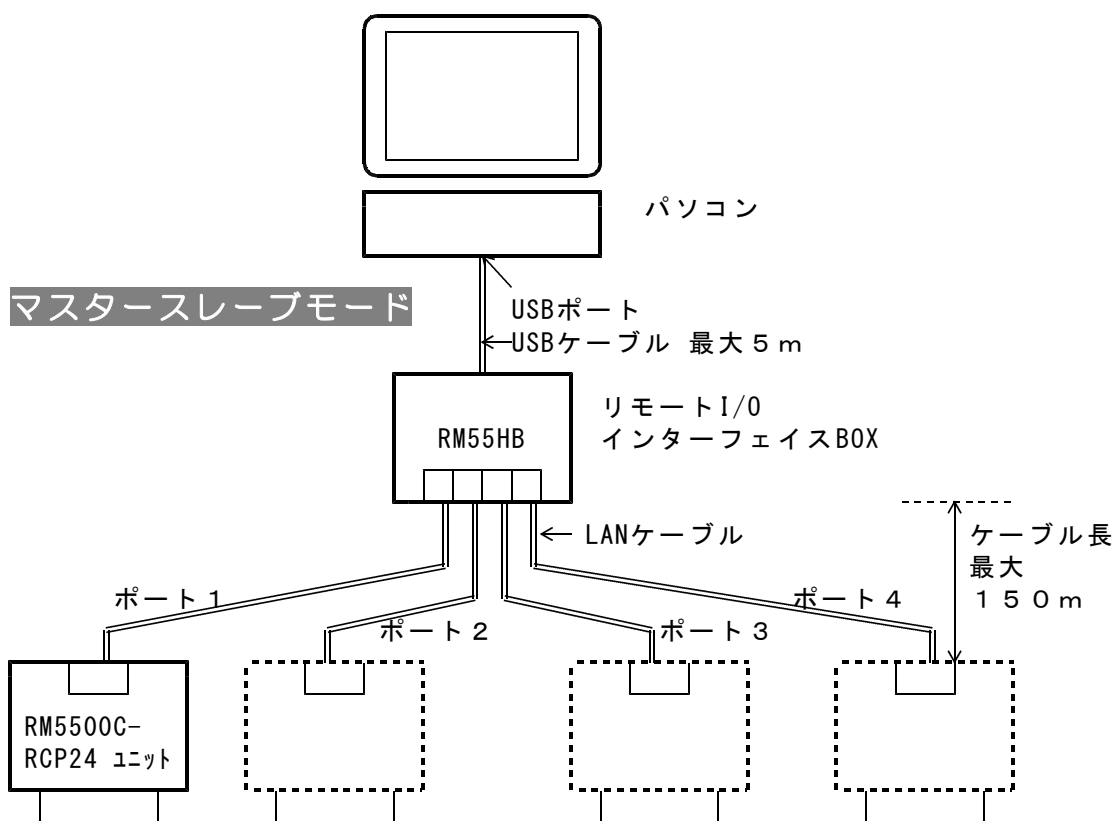 パソコン
マスタースレーブモード
USBポート
USBケーブル 最大５ｍ
リモートI/O
インターフェイスBOX
RM55HB
LANケーブル
ケーブル長
最大
１５０ｍ
ポート１
ポート２
ポート３
ポート４
RM5500C-
RCP24 ﾕﾆｯﾄ